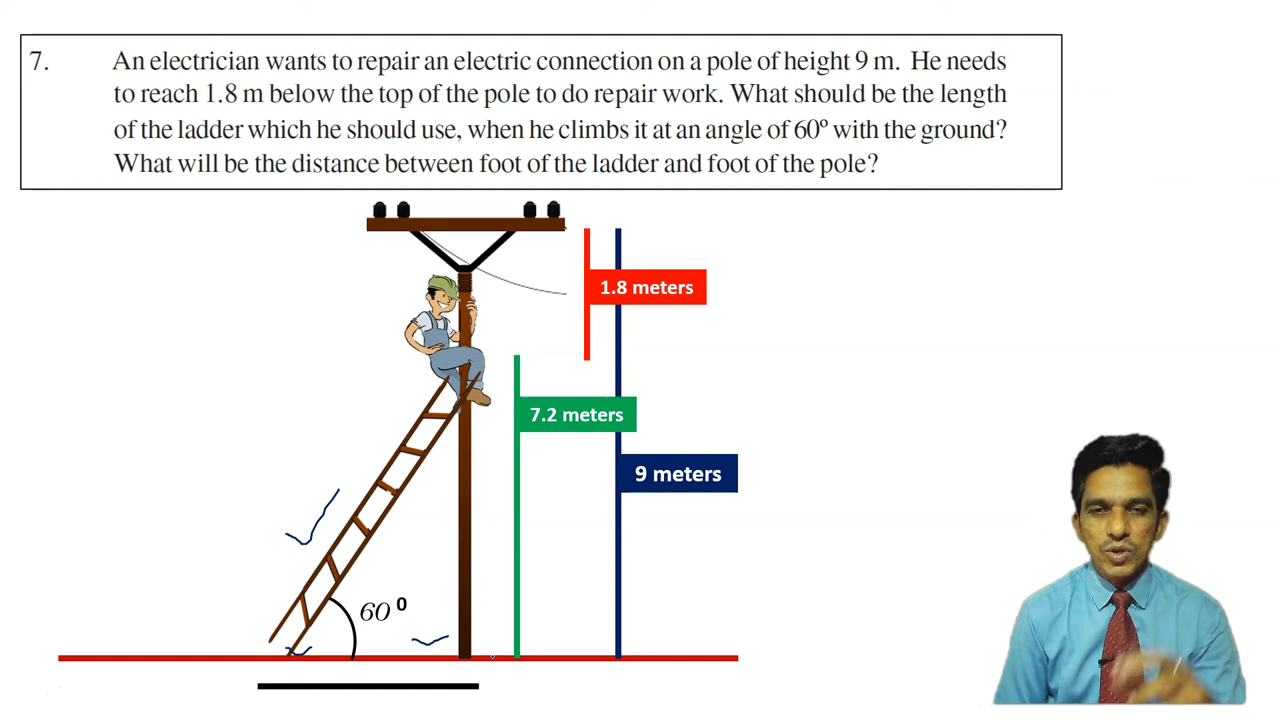 7. An electrician wants to repair an electric connection on a pole of height 9 m. He needs
to reach 1.8 m below the top of the pole to do repair work. What should be the length
of the ladder which he should use, when he climbs it at an angle of 60º with the ground?
What will be the distance between foot of the ladder and foot of the pole?
1.8 meters
7.2 meters
9 meters
60⁰